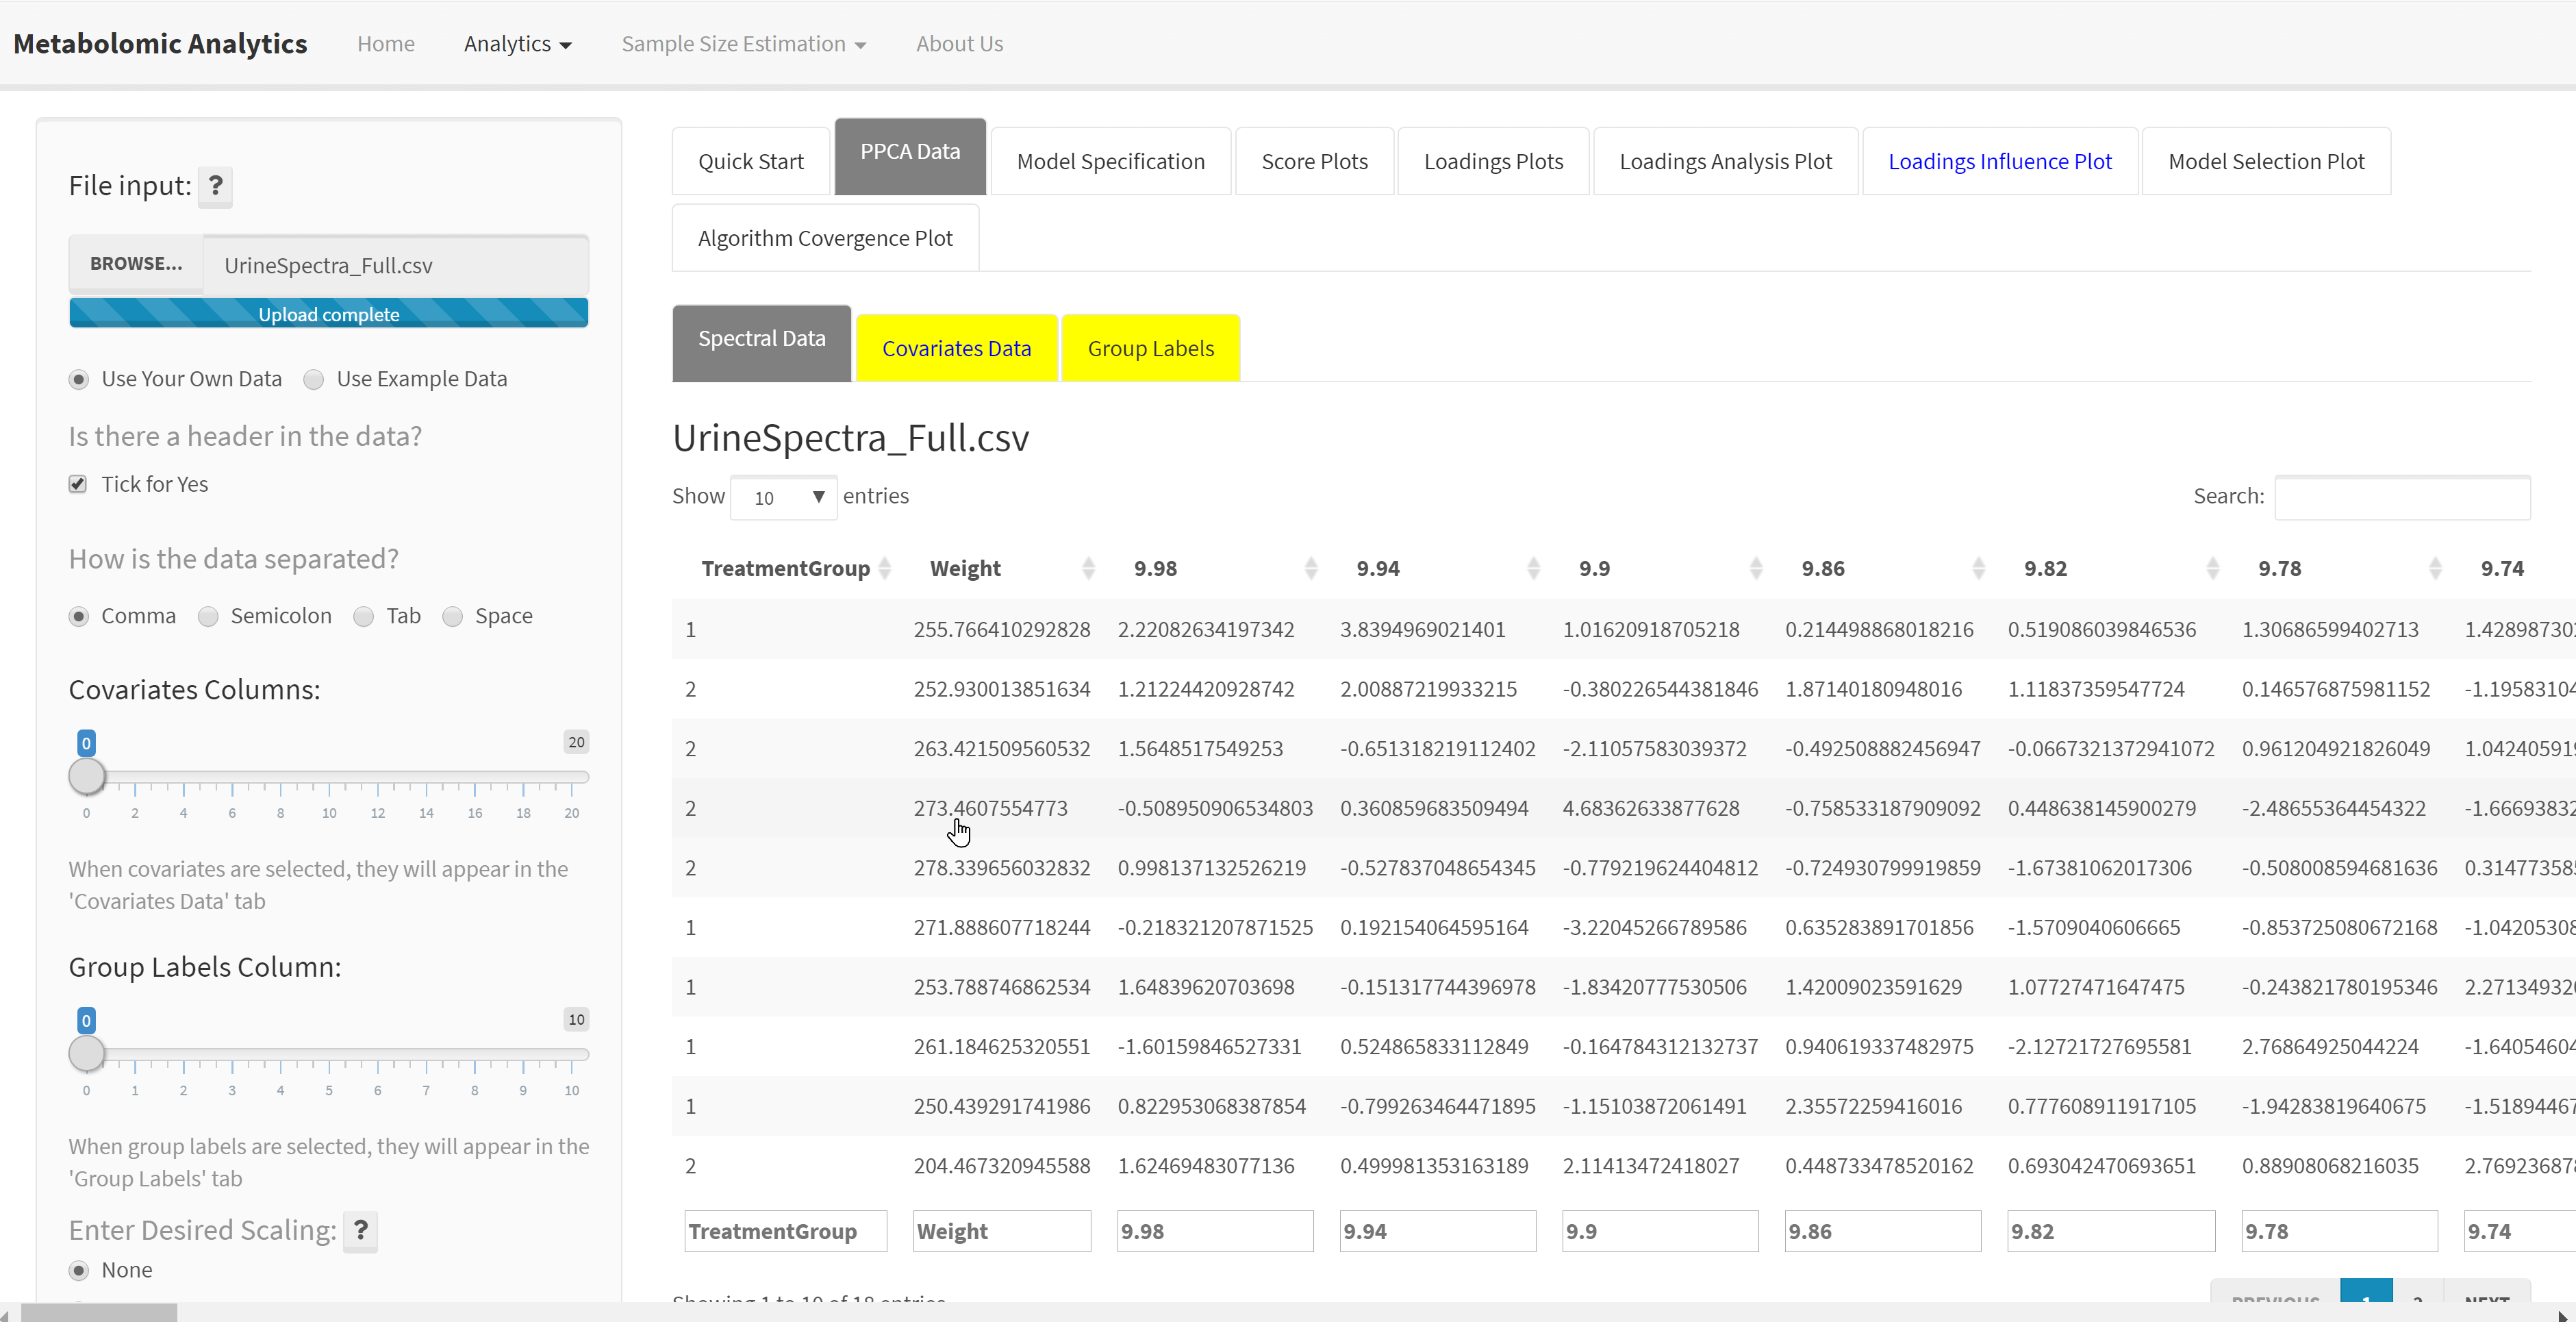 Metabolomic Analytics Home Analytics Sample Size Estimation About Us
File input: ?
BROWSE... UrineSpectra_Full.csv
Upload complete
Use Your Own Data Use Example Data
Is there a header in the data?
Tick for Yes
How is the data separated?
Comma Semicolon Tab Space
Covariates Columns:
0 20
0 2 4 6 8 10 12 14 16 18 20
When covariates are selected, they will appear in the
'Covariates Data' tab
Group Labels Column:
0 10
0 1 2 3 4 5 6 7 8 9 10
When group labels are selected, they will appear in the
'Group Labels' tab
Enter Desired Scaling: ?
None
Quick Start PPCA Data Model Specification Score Plots Loadings Plots Loadings Analysis Plot Loadings Influence Plot Model Selection Plot
Algorithm Covergence Plot
Spectral Data Covariates Data Group Labels
UrineSpectra_Full.csv
Show 10 entries Search:
TreatmentGroup Weight 9.98 9.94 9.9 9.86 9.82 9.78 9.74
1 255.766410292828 2.22082634197342 3.8394969021401 1.01620918705218 0.214498868018216 0.519086039846536 1.30686599402713 1.42898730
2 252.930013851634 1.21224420928742 2.00887219933215 -0.380226544381846 1.87140180948016 1.11837359547724 0.146576875981152 -1.1958310
2 263.421509560532 1.5648517549253 -0.651318219112402 -2.11057583039372 -0.492508882456947 -0.0667321372941072 0.961204921826049 1.04240591
2 273.4607554773 -0.508950906534803 0.360859683509494 4.68362633877628 -0.758533187909092 0.448638145900279 -2.48655364454322 -1.6669383
2 278.339656032832 0.998137132526219 -0.527837048654345 -0.779219624404812 -0.724930799919859 -1.67381062017306 -0.508008594681636 0.31477358
1 271.888607718244 -0.218321207871525 0.192154064595164 -3.22045266789586 0.635283891701856 -1.5709040606665 -0.853725080672168 -1.0420530
1 253.788746862534 1.64839620703698 -0.151317744396978 -1.83420777530506 1.42009023591629 1.07727471647475 -0.243821780195346 2.27134932
1 261.184625320551 -1.60159846527331 0.524865833112849 -0.164784312132737 0.940619337482975 -2.12721727695581 2.76864925044224 -1.6405460
1 250.439291741986 0.822953068387854 -0.799263464471895 -1.15103872061491 2.35572259416016 0.777608911917105 -1.94283819640675 -1.5189446
2 204.467320945588 1.62469483077136 0.499981353163189 2.11413472418027 0.448733478520162 0.693042470693651 0.88908068216035 2.76923687
TreatmentGroup Weight 9.98 9.94 9.9 9.86 9.82 9.78 9.74
Showing 1 to 10 of 18 entries PREVIOUS 1 2 NEXT